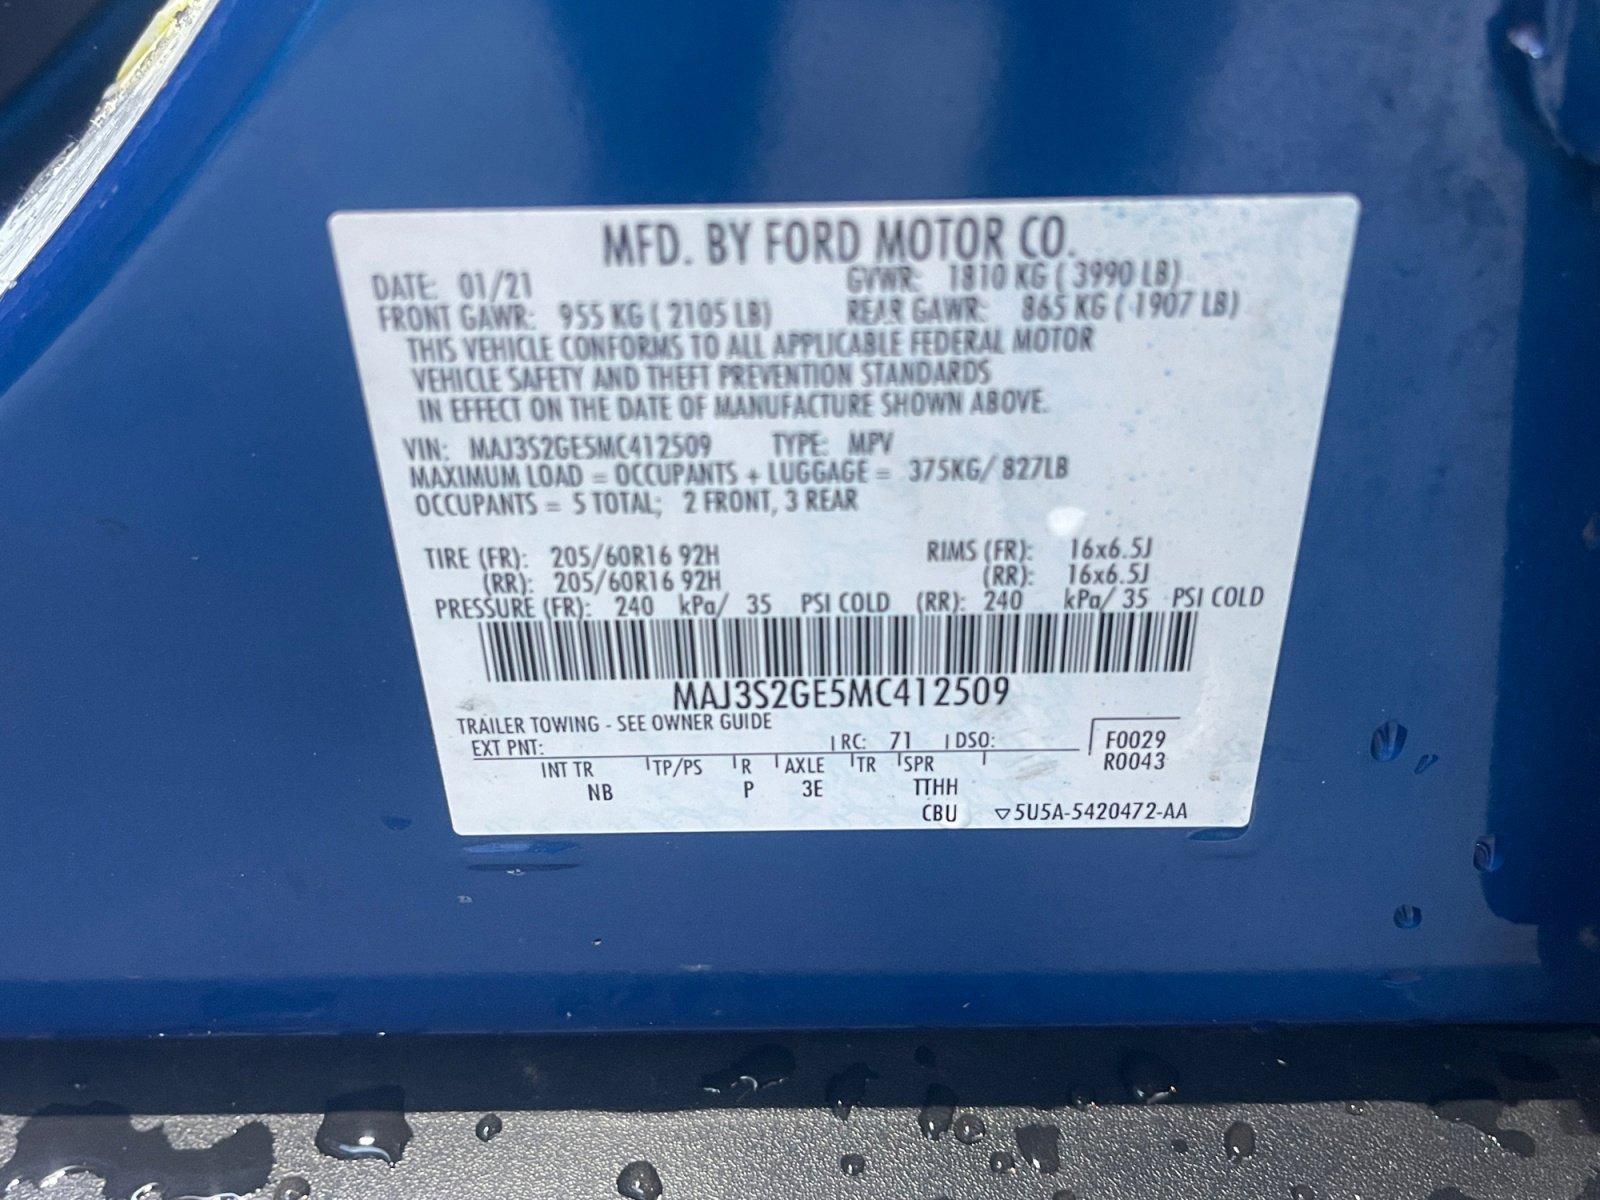 MFD. BY FORD MOTOR CO.
DATE: 01/21 GVWR: 1810 KG ( 3990 LB)
FRONT GAWR: 955 KG ( 2105 LB) REAR GAWR: 865 KG ( 1907 LB)
THIS VEHICLE CONFORMS TO ALL APPLICABLE FEDERAL MOTOR
VEHICLE SAFETY AND THEFT PREVENTION STANDARDS
IN EFFECT ON THE DATE OF MANUFACTURE SHOWN ABOVE.
VIN: MAJ3S2GE5MC412509 TYPE: MPV
MAXIMUM LOAD = OCCUPANTS + LUGGAGE = 375KG/ 827LB
OCCUPANTS = 5 TOTAL; 2 FRONT, 3 REAR
TIRE (FR): 205/60R16 92H RIMS (FR): 16x6.5J
(RR): 205/60R16 92H (RR): 16x6.5J
PRESSURE (FR): 240 kPa/ 35 PSI COLD (RR): 240 kPa/ 35 PSI COLD
MAJ3S2GE5MC412509
TRAILER TOWING - SEE OWNER GUIDE
EXT PNT: RC: 71 DSO: F0029
R0043
INT TR TP/PS R AXLE TR SPR
NB P 3E TTHH
CBU ▽5U5A-5420472-AA